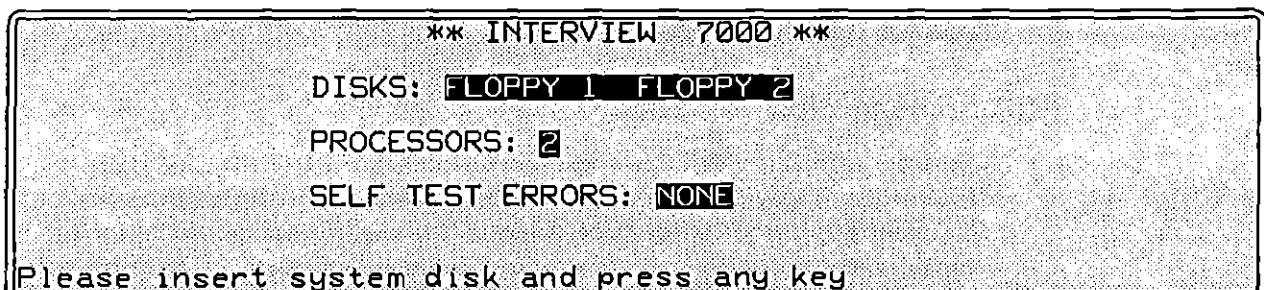 ** INTERVIEW 7000 **
DISKS: FLOPPY 1 FLOPPY 2
PROCESSORS: 2
SELF TEST ERRORS: NONE
Please insert system disk and press any key